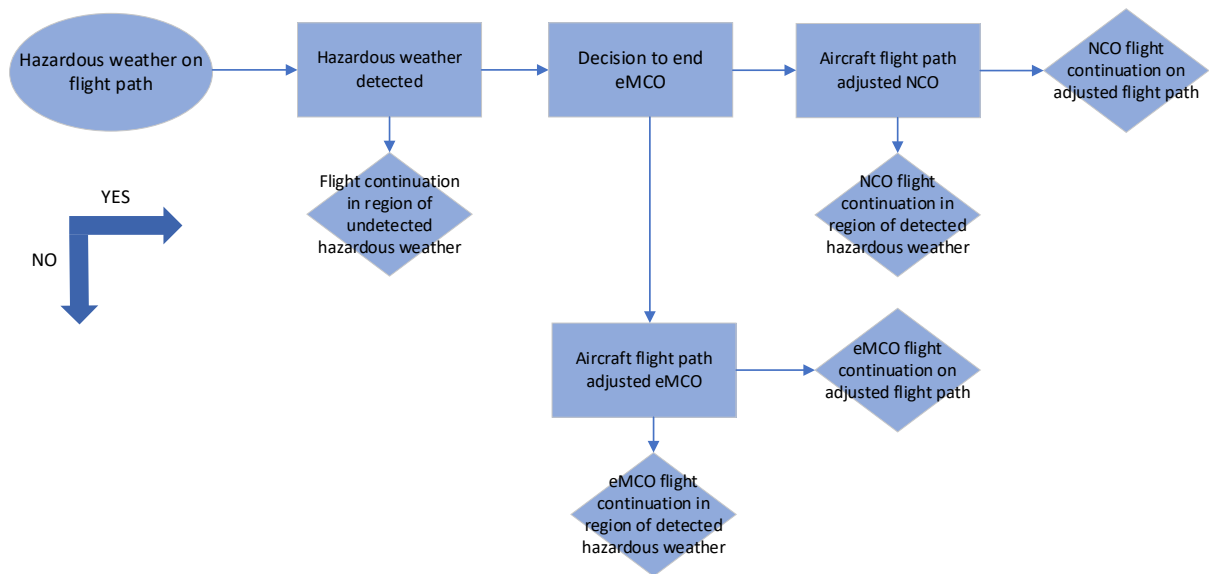 Hazardous weather on
flight path
Hazardous weather
detected
Decision to end
eMCO
Aircraft flight path
adjusted NCO
NCO flight
continuation on
adjusted flight path
Flight continuation
in region of
undetected
hazardous weather
NCO flight
continuation in
region of detected
hazardous weather
YES
NO
Aircraft flight path
adjusted eMCO
eMCO flight
continuation on
adjusted flight path
eMCO flight
continuation in
region of detected
hazardous weather